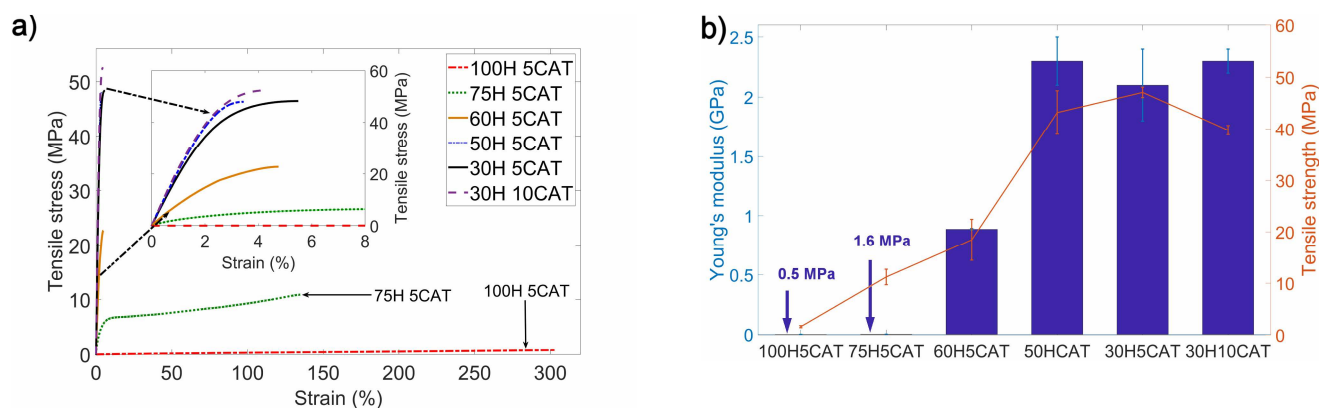 a)
Tensile stress (MPa)
50
40
30
20
10
0
0 50 100 150 200 250 300
Strain (%)
60
40
20
0
Tensile stress (MPa)
0 2 4 6 8
Strain (%)
100H 5CAT
75H 5CAT
60H 5CAT
50H 5CAT
30H 5CAT
30H 10CAT
75H 5CAT
100H 5CAT
b)
Young's modulus (GPa)
2.5
2
1.5
1
0.5
0
0.5 MPa
1.6 MPa
100H5CAT 75H5CAT 60H5CAT 50HCAT 30H5CAT 30H10CAT
60
50
40
30
20
10
0
Tensile strength (MPa)